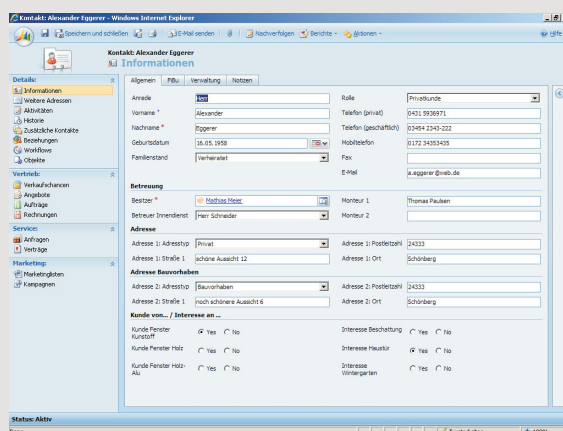 Kontakt: Alexander Eggerer - Windows Internet Explorer
Speichern und schließen E-Mail senden Nachverfolgen Berichte Aktionen Hilfe
Kontakt: Alexander Eggerer
Informationen
Details:
Informationen
Weitere Adressen
Aktivitäten
Historie
Zusätzliche Kontakte
Beziehungen
Workflows
Objekte
Vertrieb:
Verkaufschancen
Angebote
Aufträge
Rechnungen
Service:
Anfragen
Verträge
Marketing:
Marketinglisten
Kampagnen
Allgemein FiBu Verwaltung Notizen
Anrede Herr Rolle Privatkunde
Vorname * Alexander Telefon (privat) 0431 5936971
Nachname * Eggerer Telefon (geschäftlich) 03454 2343-222
Geburtsdatum 16.05.1958 Mobiltelefon 0172 34353435
Familienstand Verheiratet Fax
E-Mail a.eggerer@web.de
Betreuung
Besitzer * Mathias Meier Monteur 1 Thomas Paulsen
Betreuer Innendienst Herr Schneider Monteur 2
Adresse
Adresse 1: Adresstyp Privat Adresse 1: Postleitzahl 24333
Adresse 1: Straße 1 schöne Aussicht 12 Adresse 1: Ort Schönberg
Adresse Bauvorhaben
Adresse 2: Adresstyp Bauvorhaben Adresse 2: Postleitzahl 24333
Adresse 2: Straße 1 noch schönere Aussicht 6 Adresse 2: Ort Schönberg
Kunde von... / Interesse an ...
Kunde Fenster Kunstoff Yes No Interesse Beschattung Yes No
Kunde Fenster Holz Yes No Interesse Haustür Yes No
Kunde Fenster Holz-Alu Yes No Interesse Wintergarten Yes No
Status: Aktiv